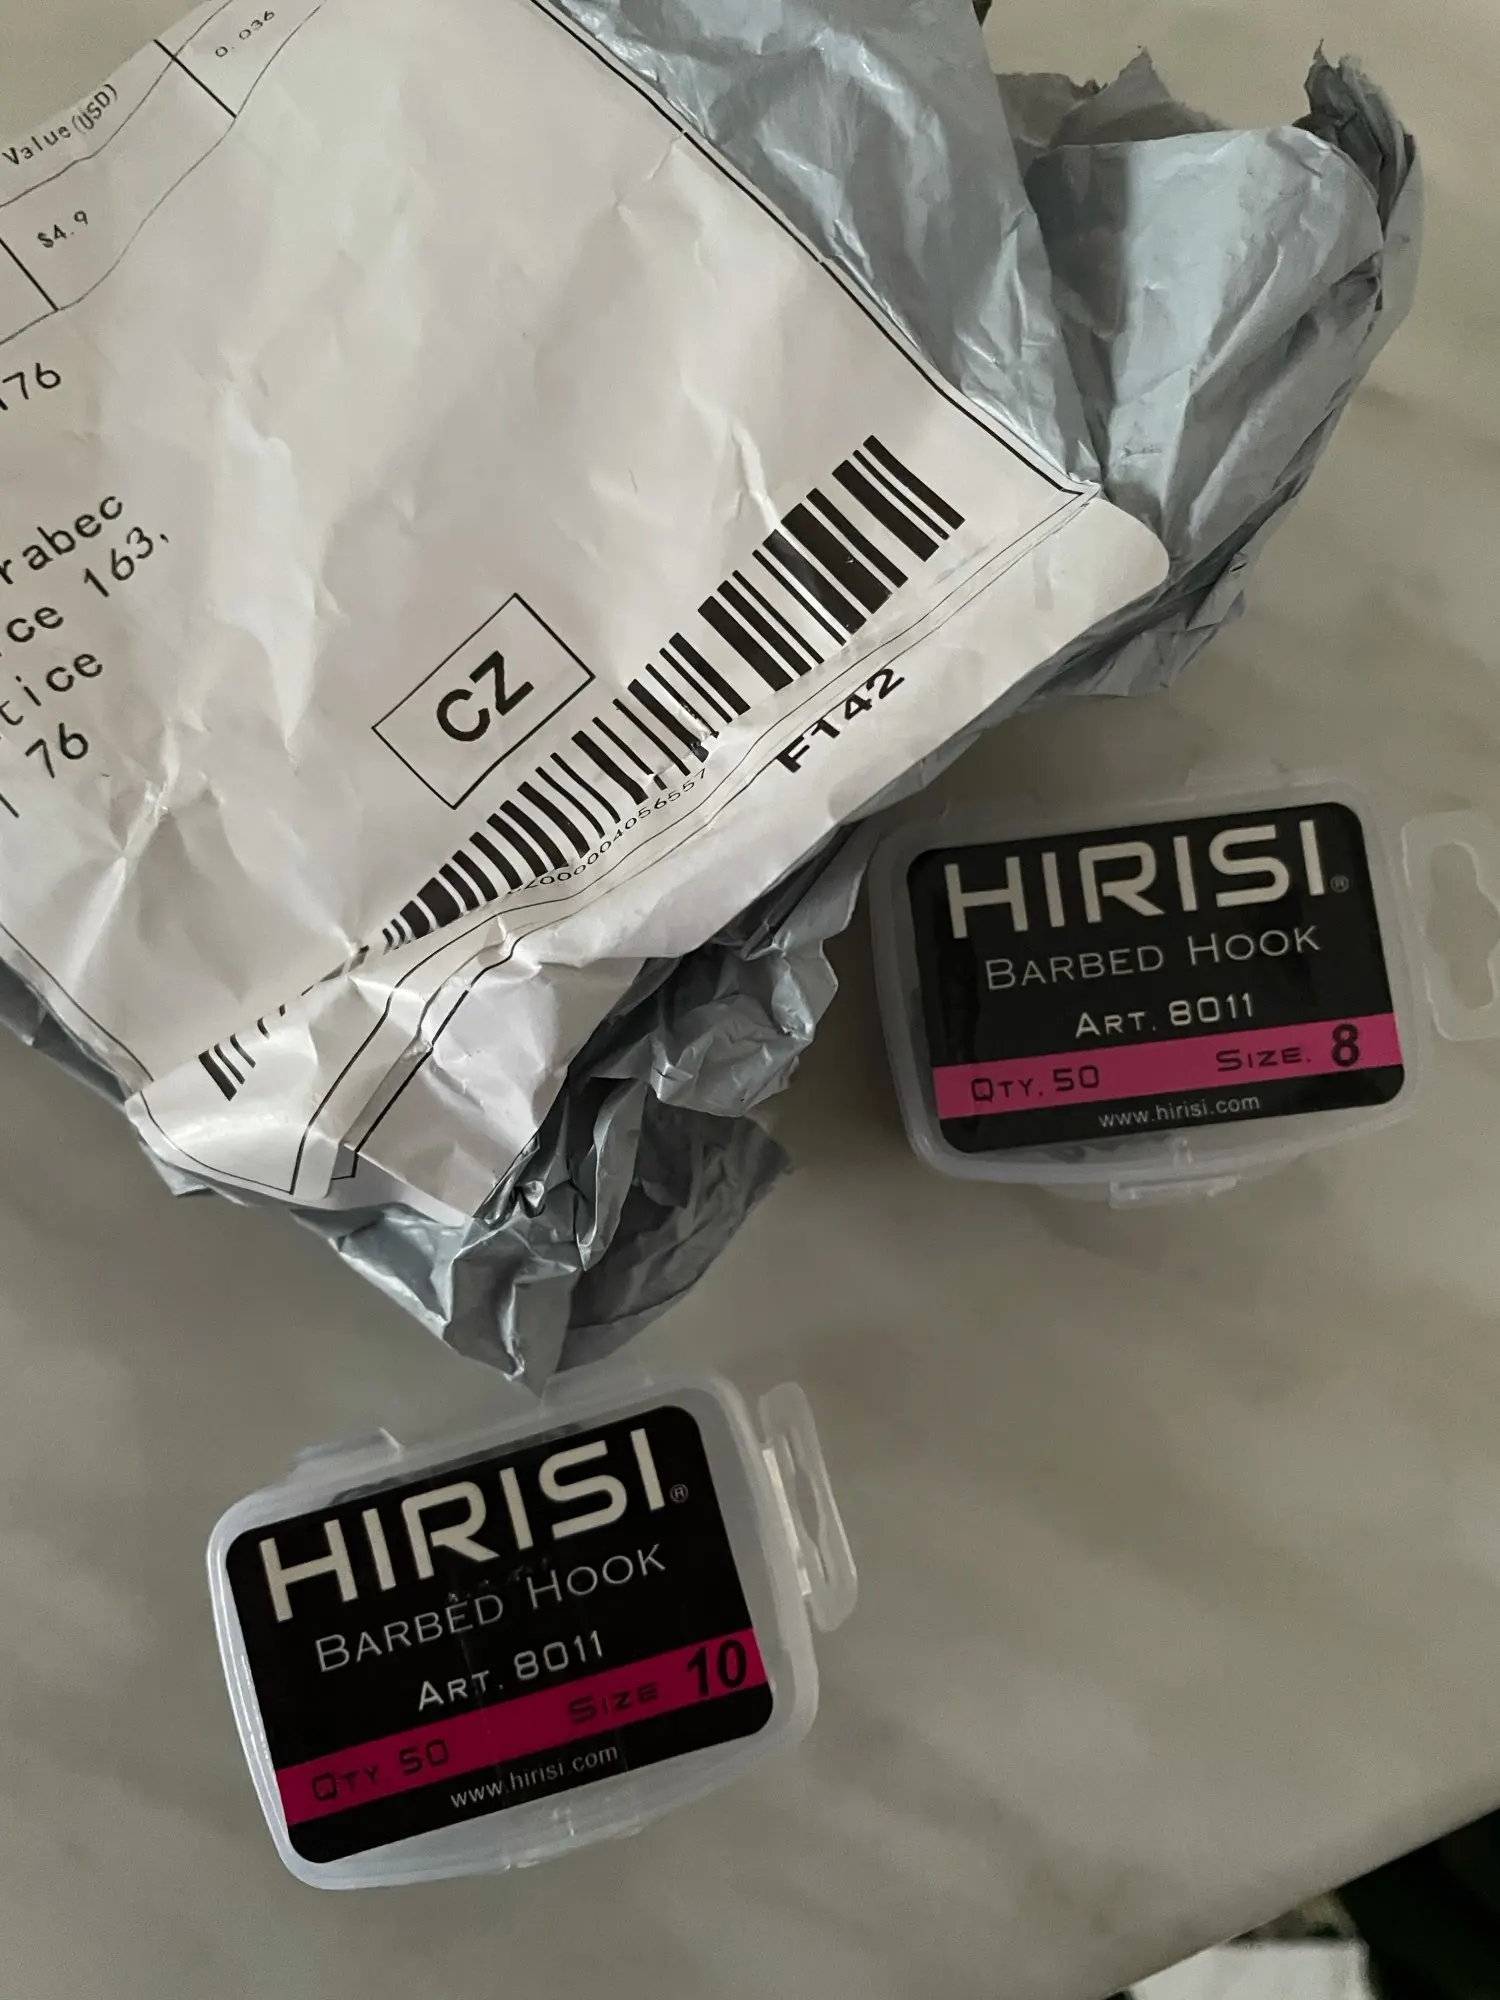 Value(USD)
0.036
$4.9
176
rabec
ce 163,
tice
76
CZ
F142
HIRISI®
BARBED HOOK
ART. 8011
QTY. 50 SIZE. 8
www.hirisi.com
HIRISI®
BARBED HOOK
ART. 8011
QTY 50 SIZE 10
www.hirisi.com